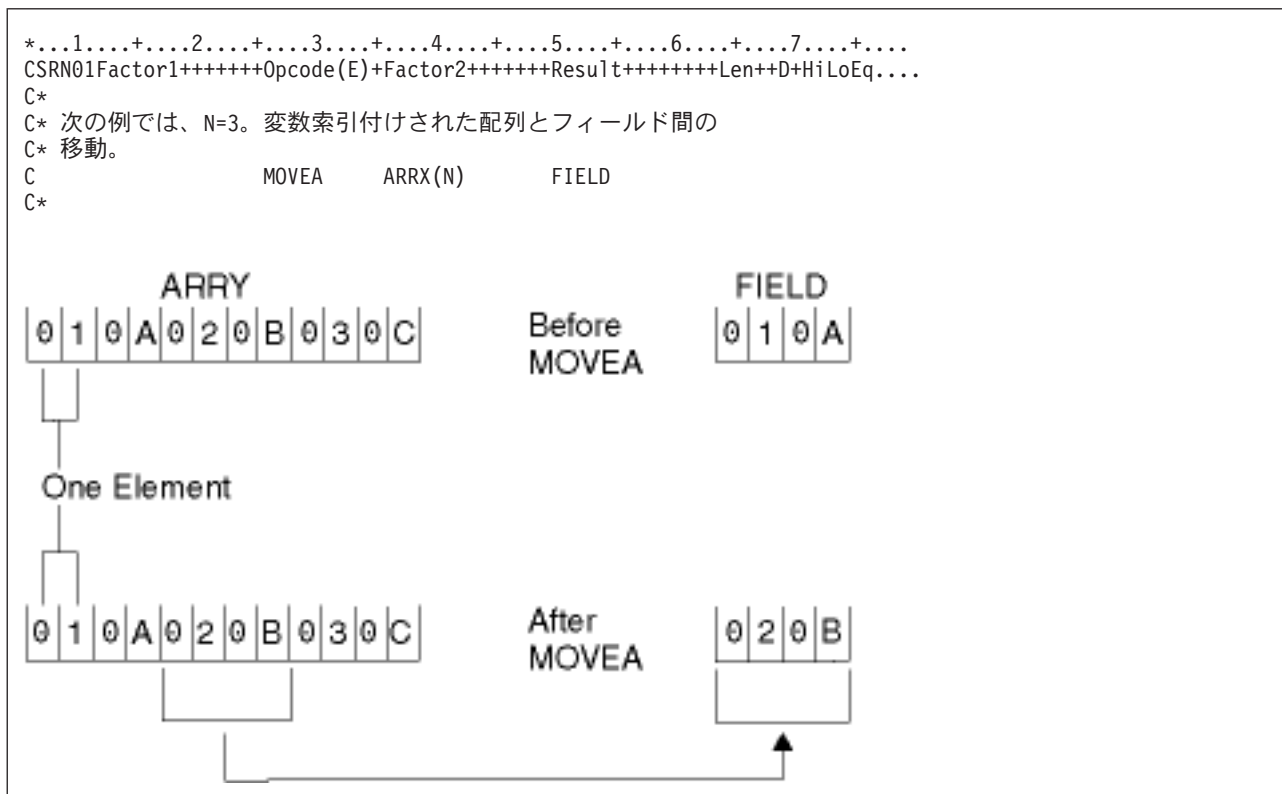 *...1....+....2....+....3....+....4....+....5....+....6....+....7....+....
CSRN01Factor1+++++++Opcode(E)+Factor2+++++++Result++++++++Len++D+HiLoEq....
C*
C* 次の例では、N=3。変数索引付けされた配列とフィールド間の
C* 移動。
C                   MOVEA     ARRX(N)       FIELD
C*
ARRY FIELD
0 1 0 A 0 2 0 B 0 3 0 C Before MOVEA 0 1 0 A
One Element
0 1 0 A 0 2 0 B 0 3 0 C After MOVEA 0 2 0 B